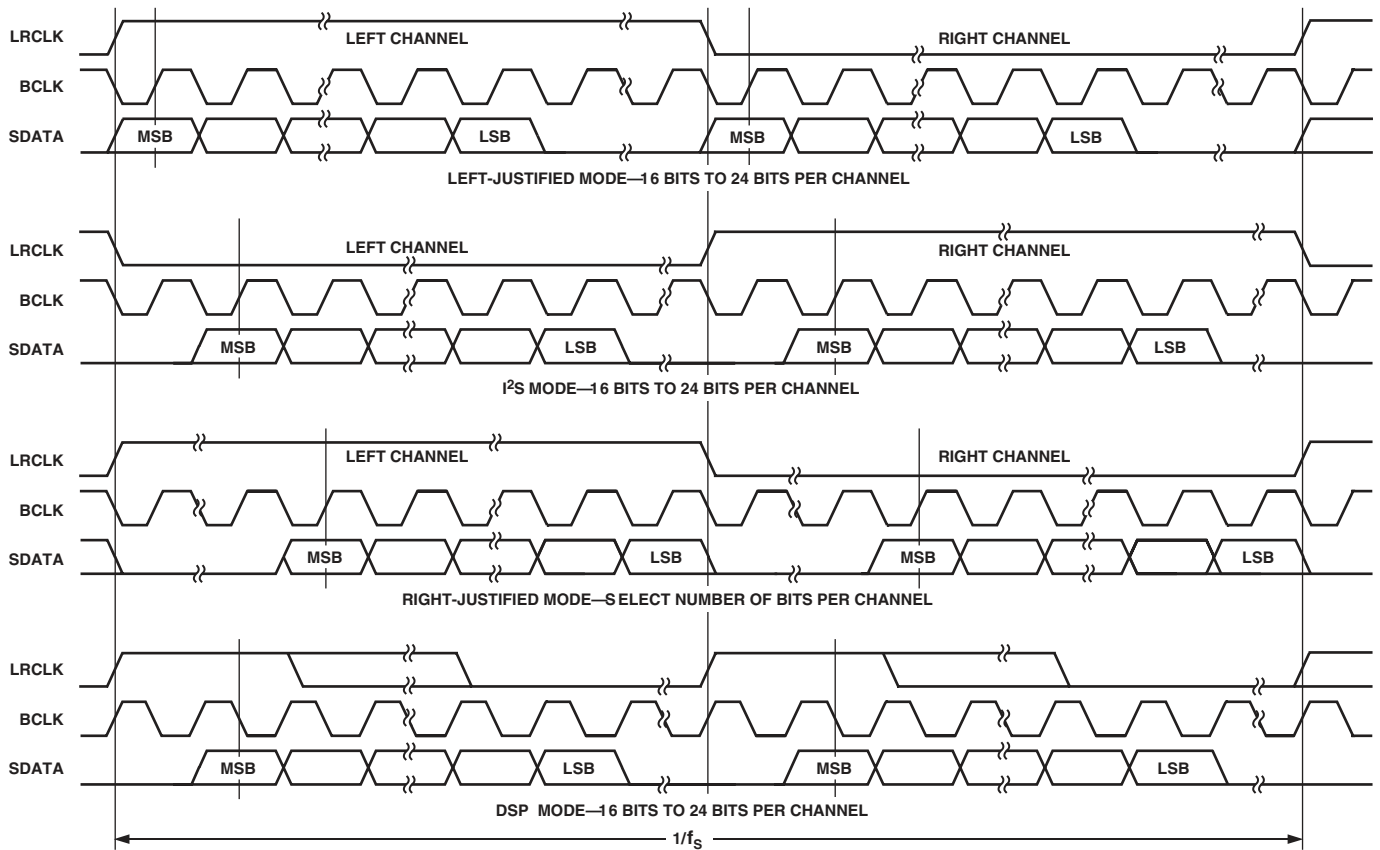 LRCLK LEFT CHANNEL RIGHT CHANNEL
BCLK
SDATA MSB LSB MSB LSB
LEFT-JUSTIFIED MODE—16 BITS TO 24 BITS PER CHANNEL
LRCLK LEFT CHANNEL RIGHT CHANNEL
BCLK
SDATA MSB LSB MSB LSB
I²S MODE—16 BITS TO 24 BITS PER CHANNEL
LRCLK LEFT CHANNEL RIGHT CHANNEL
BCLK
SDATA MSB LSB MSB LSB
RIGHT-JUSTIFIED MODE—SELECT NUMBER OF BITS PER CHANNEL
LRCLK
BCLK
SDATA MSB LSB MSB LSB
DSP MODE—16 BITS TO 24 BITS PER CHANNEL
1/fS